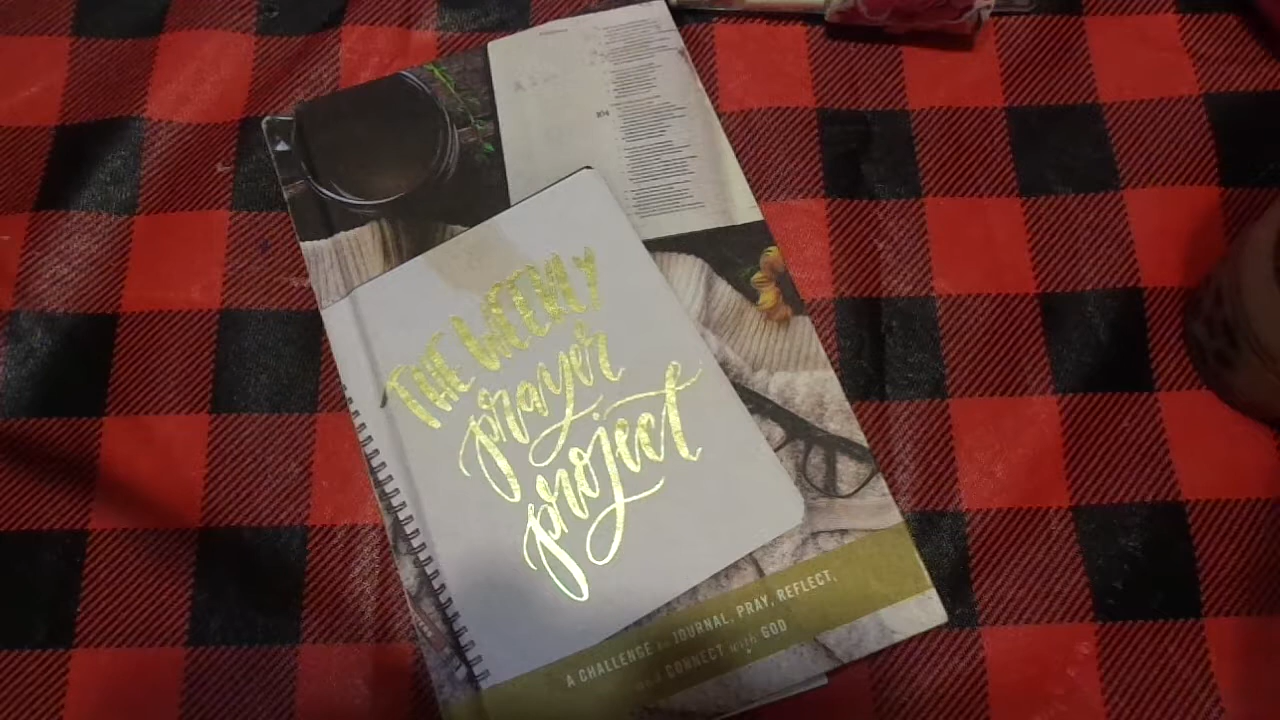 THE WEEKLY
prayer
project
A CHALLENGE to JOURNAL, PRAY, REFLECT,
and CONNECT with GOD